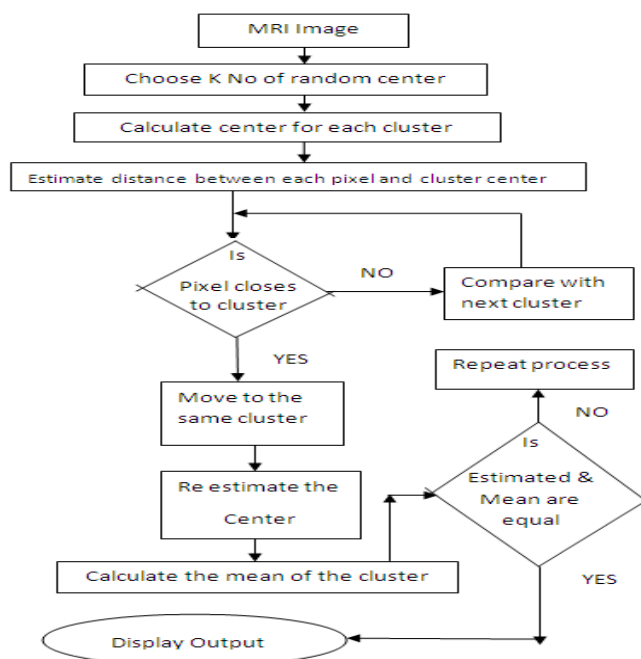 MRI Image
Choose K No of random center
Calculate center for each cluster
Estimate distance between each pixel and cluster center
Is
Pixel closes
to cluster
NO
Compare with
next cluster
YES
Move to the
same cluster
Re estimate the
Center
Calculate the mean of the cluster
Repeat process
NO
Is
Estimated &
Mean are
equal
YES
Display Output